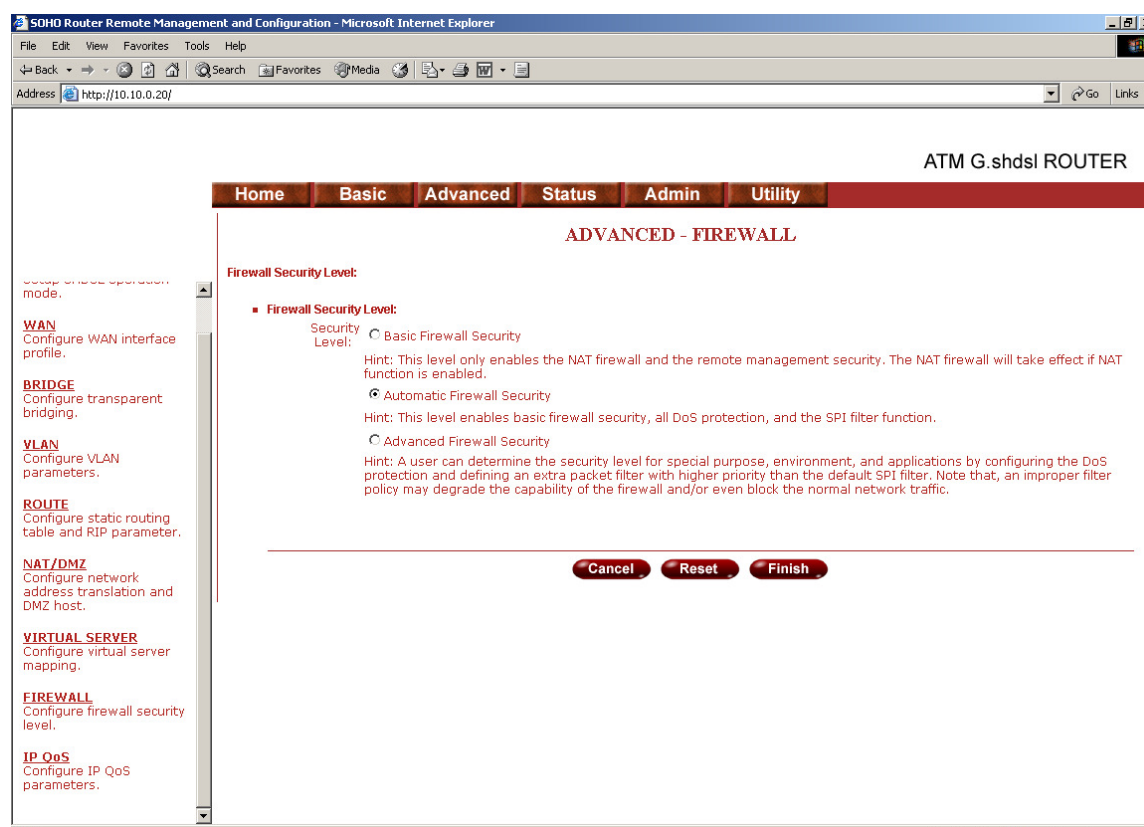 SOHO Router Remote Management and Configuration - Microsoft Internet Explorer
File Edit View Favorites Tools Help
Back Search Favorites Media
Address http://10.10.0.20/ Go Links
ATM G.shdsl ROUTER
Home Basic Advanced Status Admin Utility
ADVANCED - FIREWALL
mode.
WAN
Configure WAN interface
profile.
BRIDGE
Configure transparent
bridging.
VLAN
Configure VLAN
parameters.
ROUTE
Configure static routing
table and RIP parameter.
NAT/DMZ
Configure network
address translation and
DMZ host.
VIRTUAL SERVER
Configure virtual server
mapping.
FIREWALL
Configure firewall security
level.
IP QoS
Configure IP QoS
parameters.
Firewall Security Level:
Firewall Security Level:
Security
Level:
Basic Firewall Security
Hint: This level only enables the NAT firewall and the remote management security. The NAT firewall will take effect if NAT
function is enabled.
Automatic Firewall Security
Hint: This level enables basic firewall security, all DoS protection, and the SPI filter function.
Advanced Firewall Security
Hint: A user can determine the security level for special purpose, environment, and applications by configuring the DoS
protection and defining an extra packet filter with higher priority than the default SPI filter. Note that, an improper filter
policy may degrade the capability of the firewall and/or even block the normal network traffic.
Cancel Reset Finish